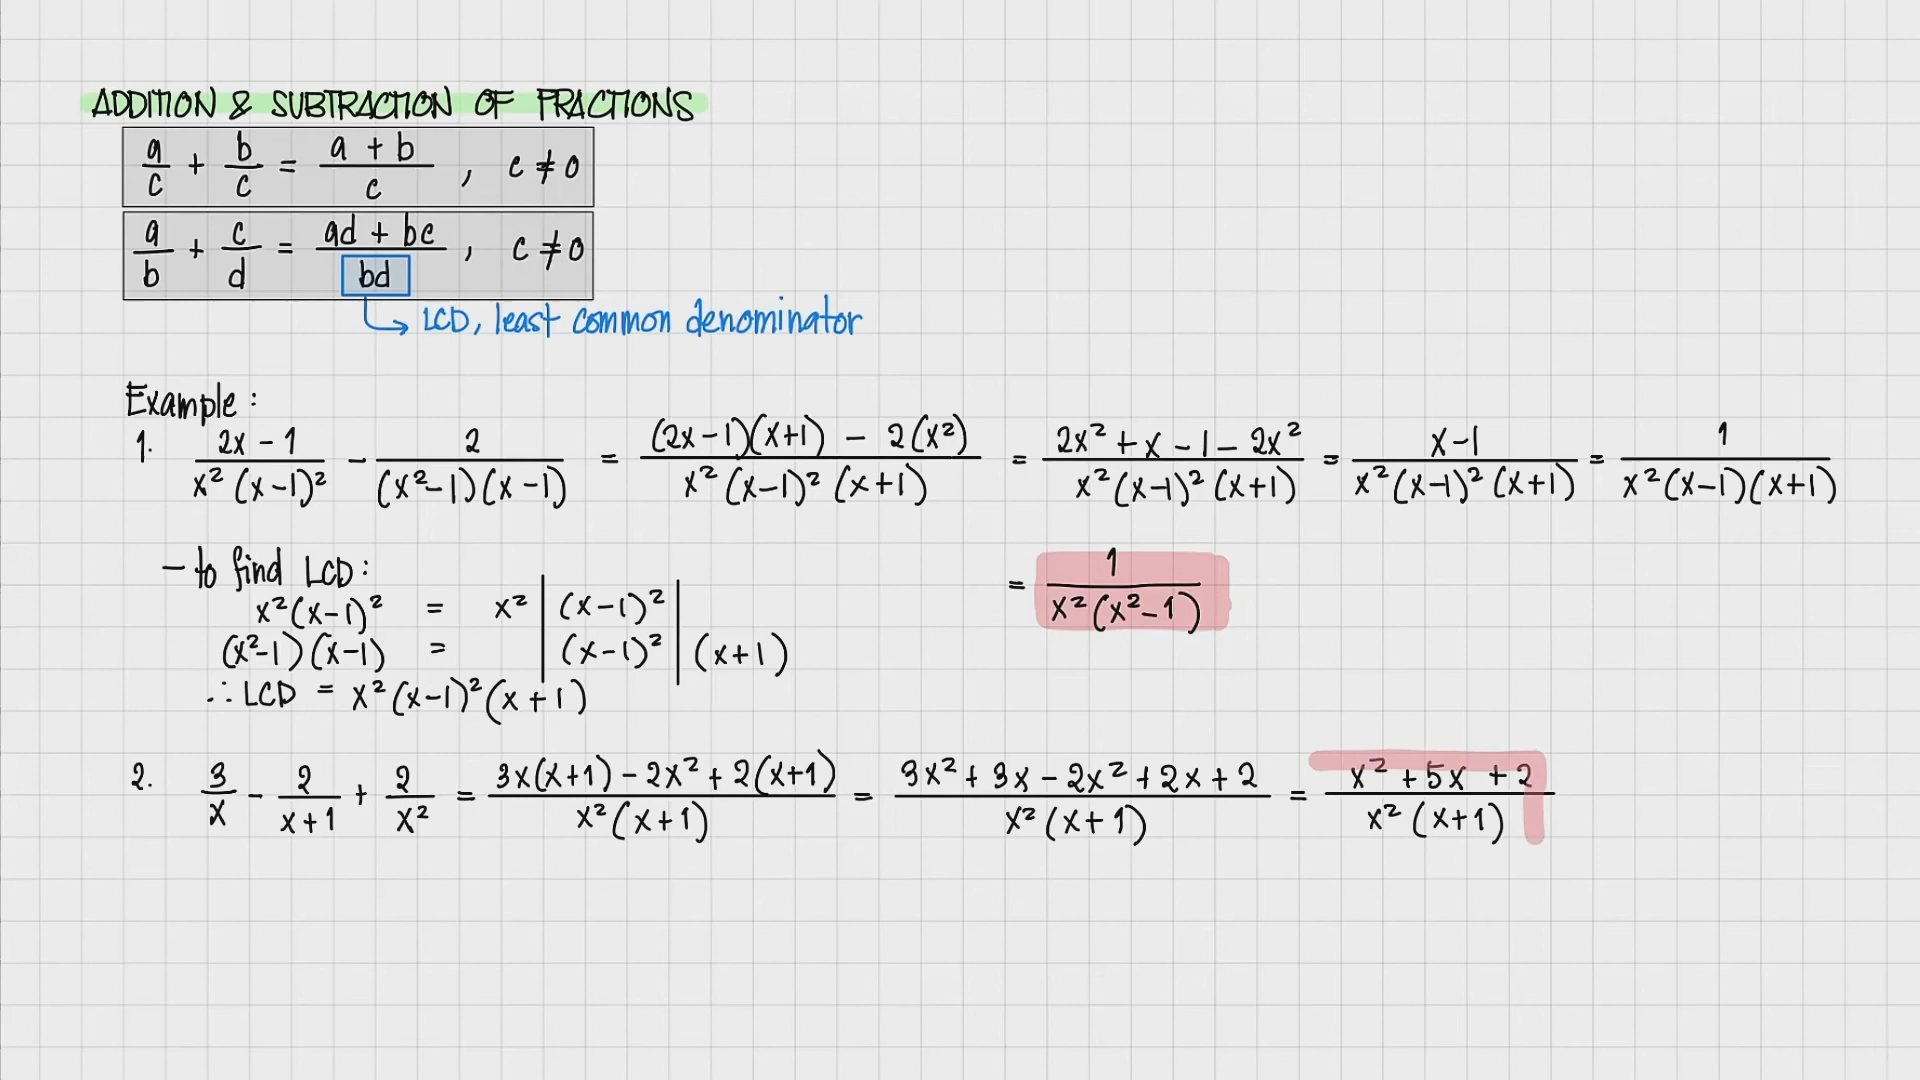 ADDITION & SUBTRACTION OF FRACTIONS
a/c + b/c = (a + b)/c , c ≠ 0
a/b + c/d = (ad + bc)/bd , c ≠ 0
LCD, least common denominator
Example:
1. (2x - 1)/(x²(x-1)²) - 2/((x²-1)(x-1)) = ((2x-1)(x+1) - 2(x²))/(x²(x-1)²(x+1)) = (2x² + x - 1 - 2x²)/(x²(x-1)²(x+1)) = (x-1)/(x²(x-1)²(x+1)) = 1/(x²(x-1)(x+1))
= 1/(x²(x²-1))
- to find LCD:
x²(x-1)² = x² | (x-1)² |
(x²-1)(x-1) = | (x-1)² | (x+1)
∴ LCD = x²(x-1)²(x+1)
2. 3/x - 2/(x+1) + 2/x² = (3x(x+1) - 2x² + 2(x+1))/(x²(x+1)) = (3x² + 3x - 2x² + 2x + 2)/(x²(x+1)) = (x² + 5x + 2)/(x²(x+1))